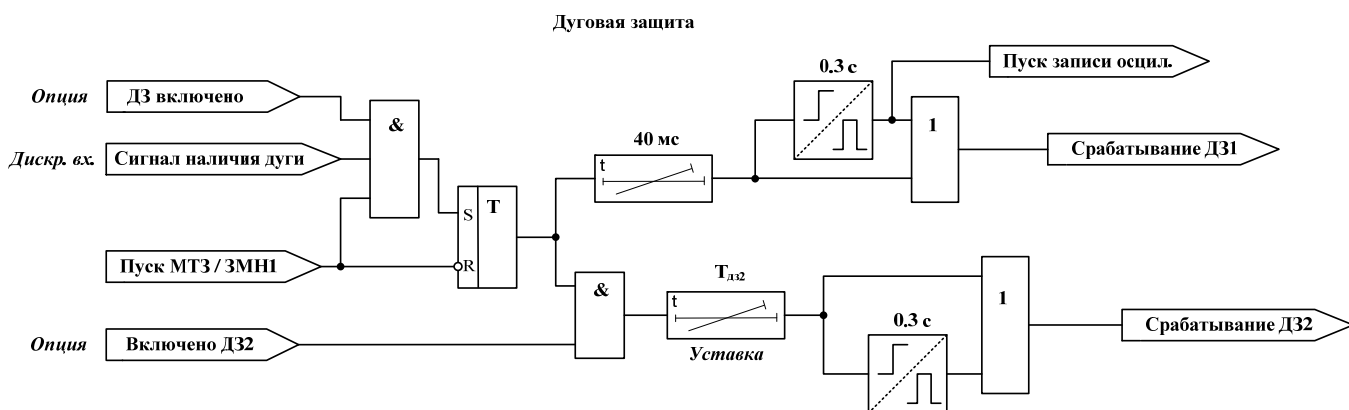 Дуговая защита
0.3 с
Пуск записи осцил.
Опция
ДЗ включено
&
1
40 мс
Дискр. вх.
Сигнал наличия дуги
t
Срабатывание ДЗ1
S
T
Пуск МТЗ / ЗМН1
R
Tдз2
&
1
t
0.3 с
Срабатывание ДЗ2
Опция
Включено ДЗ2
Уставка